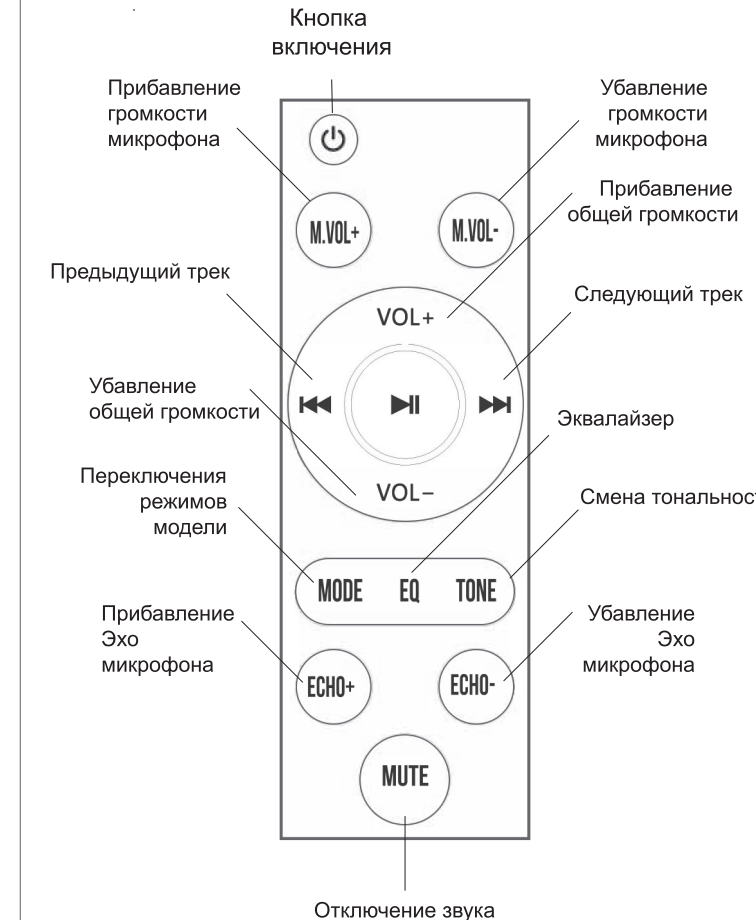 Кнопка
включения
Прибавление
громкости
микрофона
Убавление
громкости
микрофона
M.VOL+
M.VOL-
Прибавление
общей громкости
Предыдущий трек
Следующий трек
VOL+
Убавление
общей громкости
Эквалайзер
VOL–
Переключения
режимов
модели
Смена тональност
MODE EQ TONE
Прибавление
Эхо
микрофона
Убавление
Эхо
микрофона
ECHO+
ECHO-
MUTE
Отключение звука